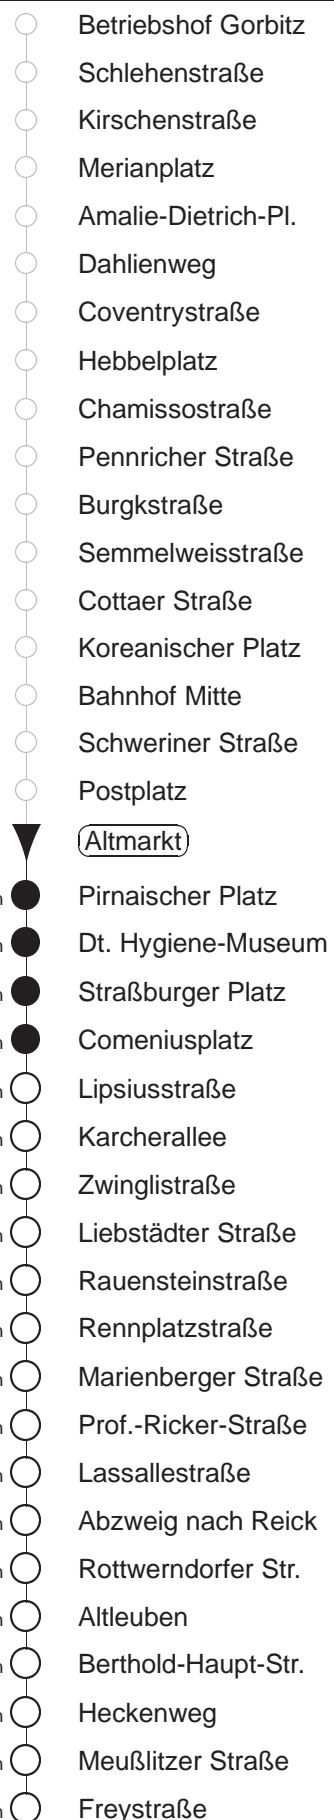 Betriebshof Gorbitz
Schlehenstraße
Kirschenstraße
Merianplatz
Amalie-Dietrich-Pl.
Dahlienweg
Coventrystraße
Hebbelplatz
Chamissostraße
Pennricher Straße
Burgkstraße
Semmelweisstraße
Cottaer Straße
Koreanischer Platz
Bahnhof Mitte
Schweriner Straße
Postplatz
Altmarkt
Pirnaischer Platz
Dt. Hygiene-Museum
Straßburger Platz
Comeniusplatz
Lipsiusstraße
Karcherallee
Zwinglistraße
Liebstädter Straße
Rauensteinstraße
Rennplatzstraße
Marienberger Straße
Prof.-Ricker-Straße
Lassallestraße
Abzweig nach Reick
Rottwerndorfer Str.
Altleuben
Berthold-Haupt-Str.
Heckenweg
Meußlitzer Straße
Freystraße